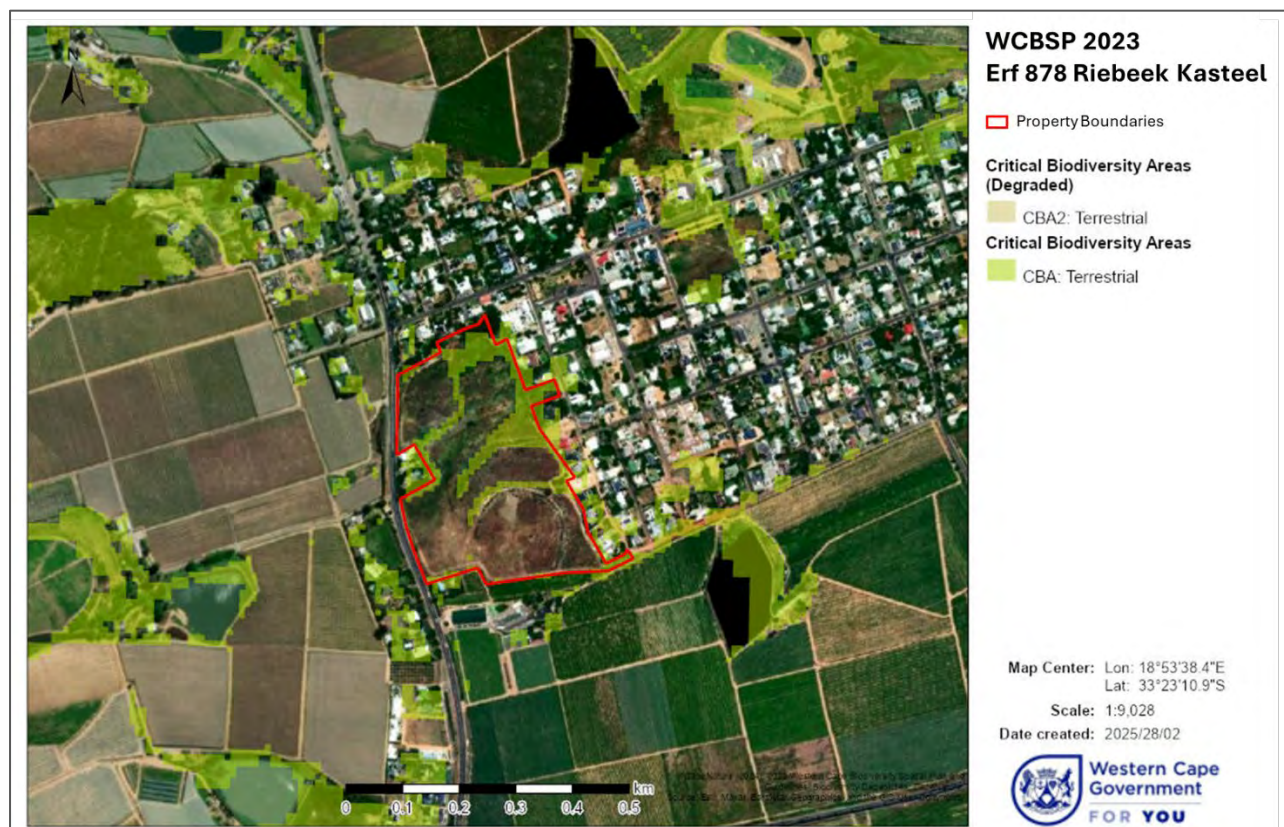 WCBSP 2023
Erf 878 Riebeek Kasteel
Property Boundaries
Critical Biodiversity Areas
(Degraded)
CBA2: Terrestrial
Critical Biodiversity Areas
CBA: Terrestrial
N
km
0 0.1 0.2 0.3 0.4 0.5
Map Center: Lon: 18°53'38.4"E
Lat: 33°23'10.9"S
Scale: 1:9,028
Date created: 2025/28/02
Western Cape
Government
FOR YOU